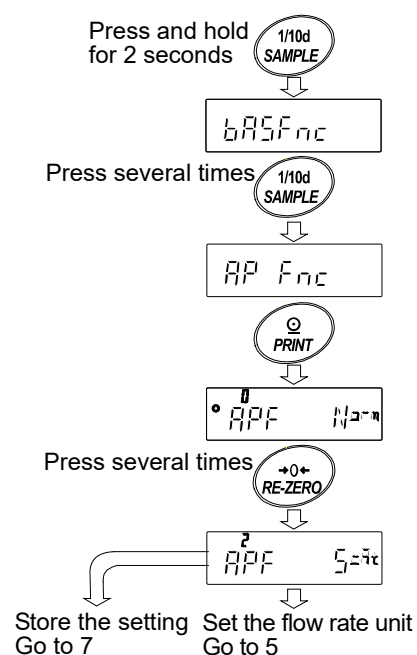 Press and hold
for 2 seconds
1/10d
SAMPLE
bASFnc
Press several times
1/10d
SAMPLE
AP Fnc
PRINT
0
APF Norm
Press several times
→0←
RE-ZERO
2
APF
Store the setting
Go to 7
Set the flow rate unit
Go to 5